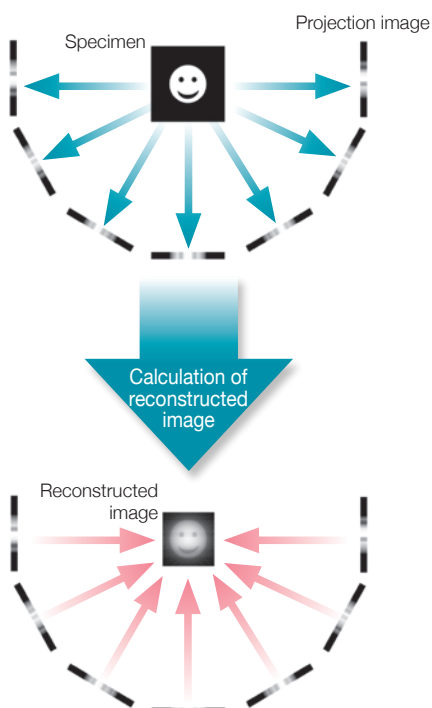 Projection image
Specimen
Calculation of
reconstructed
image
Reconstructed
image